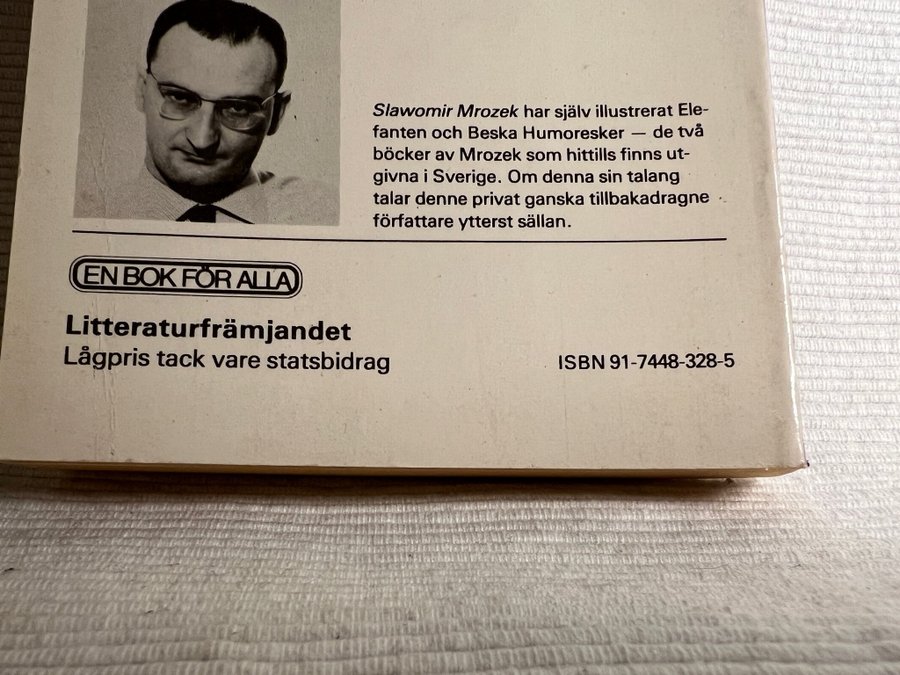 Slawomir Mrozek har själv illustrerat Ele-
fanten och Beska Humoresker — de två
böcker av Mrozek som hittills finns ut-
givna i Sverige. Om denna sin talang
talar denne privat ganska tillbakadragne
författare ytterst sällan.
EN BOK FÖR ALLA
Litteraturfrämjandet
Lågpris tack vare statsbidrag
ISBN 91-7448-328-5